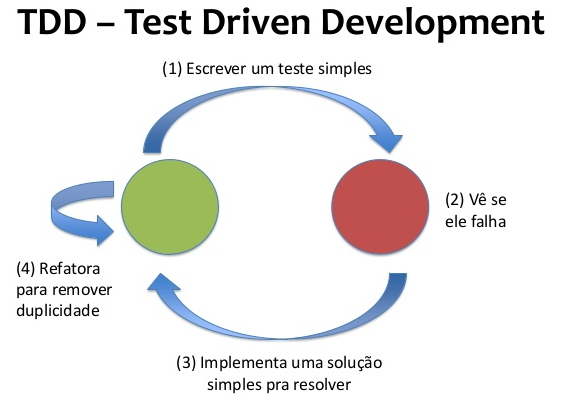 TDD – Test Driven Development
(1) Escrever um teste simples
(2) Vê se
ele falha
(4) Refatora
para remover
duplicidade
(3) Implementa uma solução
simples pra resolver